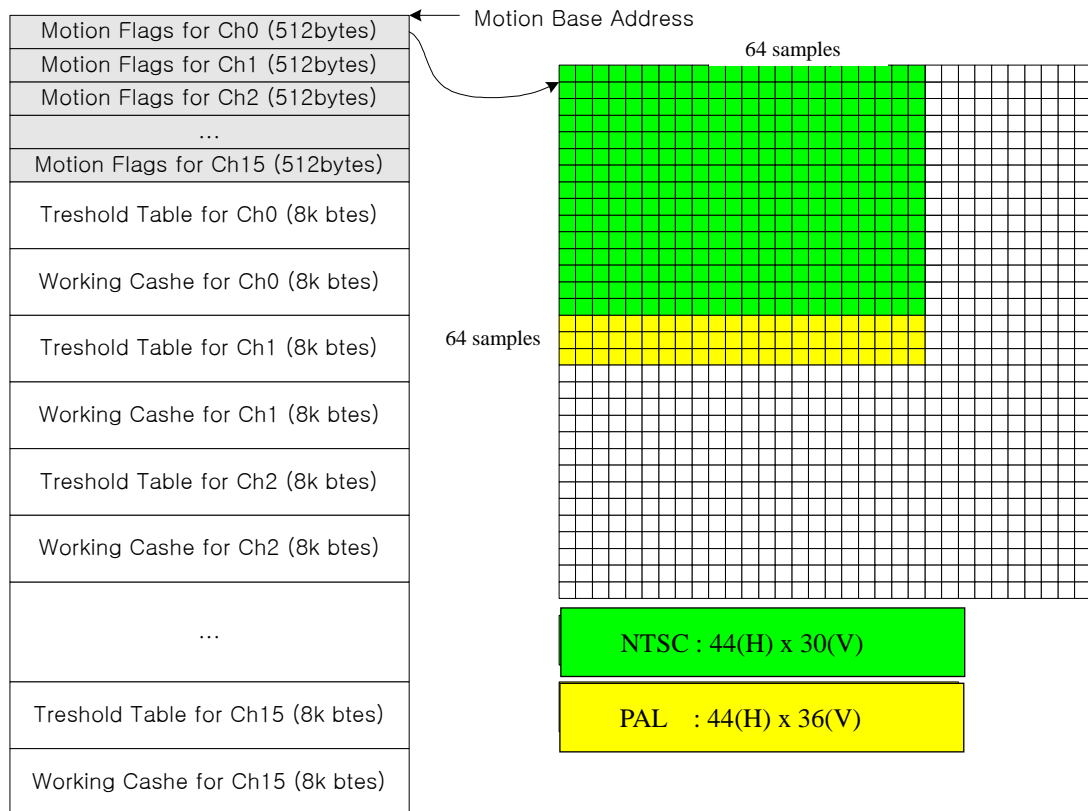 Motion Base Address
Motion Flags for Ch0 (512bytes)
Motion Flags for Ch1 (512bytes)
Motion Flags for Ch2 (512bytes)
...
Motion Flags for Ch15 (512bytes)
Treshold Table for Ch0 (8k btes)
Working Cashe for Ch0 (8k btes)
Treshold Table for Ch1 (8k btes)
Working Cashe for Ch1 (8k btes)
Treshold Table for Ch2 (8k btes)
Working Cashe for Ch2 (8k btes)
...
Treshold Table for Ch15 (8k btes)
Working Cashe for Ch15 (8k btes)
64 samples
64 samples
NTSC : 44(H) x 30(V)
PAL : 44(H) x 36(V)